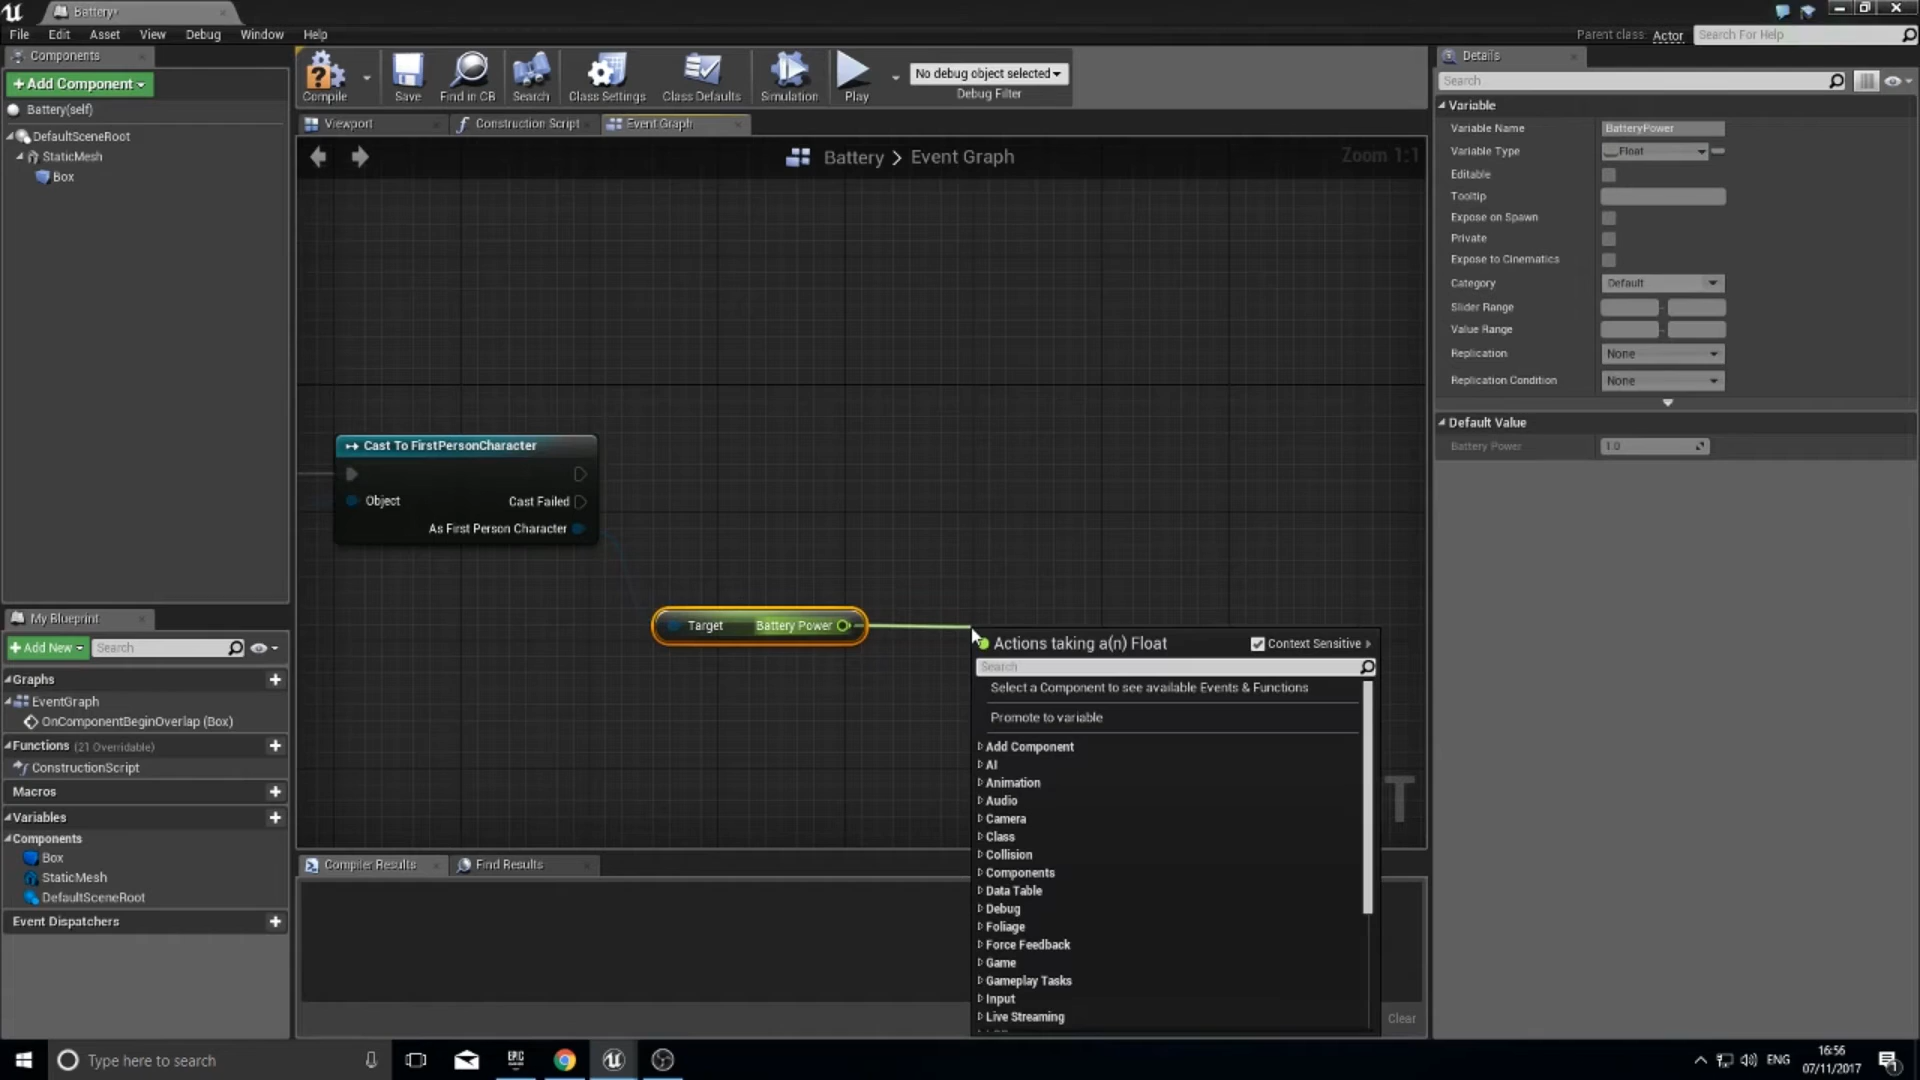 Battery*
File Edit Asset View Debug Window Help
Parent class: Actor
Search For Help
Components
+Add Component
Battery(self)
DefaultSceneRoot
StaticMesh
Box
Compile
Save
Find in CB
Search
Class Settings
Class Defaults
Simulation
Play
No debug object selected
Debug Filter
Viewport
Construction Script
Event Graph
Battery > Event Graph
Zoom 1:1
Cast To FirstPersonCharacter
Object
Cast Failed
As First Person Character
Target
Battery Power
Actions taking a(n) Float
Context Sensitive
Search
Select a Component to see available Events & Functions
Promote to variable
Add Component
AI
Animation
Audio
Camera
Class
Collision
Components
Data Table
Debug
Foliage
Force Feedback
Game
Gameplay Tasks
Input
Live Streaming
T
My Blueprint
+Add New
Search
Graphs
EventGraph
OnComponentBeginOverlap (Box)
Functions (21 Overridable)
ConstructionScript
Macros
Variables
Components
Box
StaticMesh
DefaultSceneRoot
Event Dispatchers
Compiler Results
Find Results
Clear
Details
Search
Variable
Variable Name BatteryPower
Variable Type Float
Editable
Tooltip
Expose on Spawn
Private
Expose to Cinematics
Category Default
Slider Range
Value Range
Replication None
Replication Condition None
Default Value
Battery Power 1.0
Type here to search
EPIC
ENG
16:56
07/11/2017
1